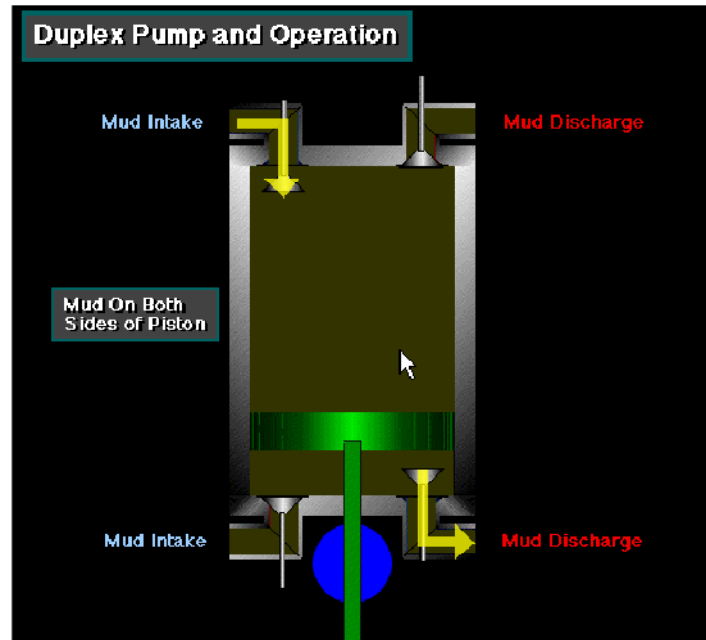 Duplex Pump and Operation
Mud Intake
Mud Discharge
Mud On Both
Sides of Piston
Mud Intake
Mud Discharge